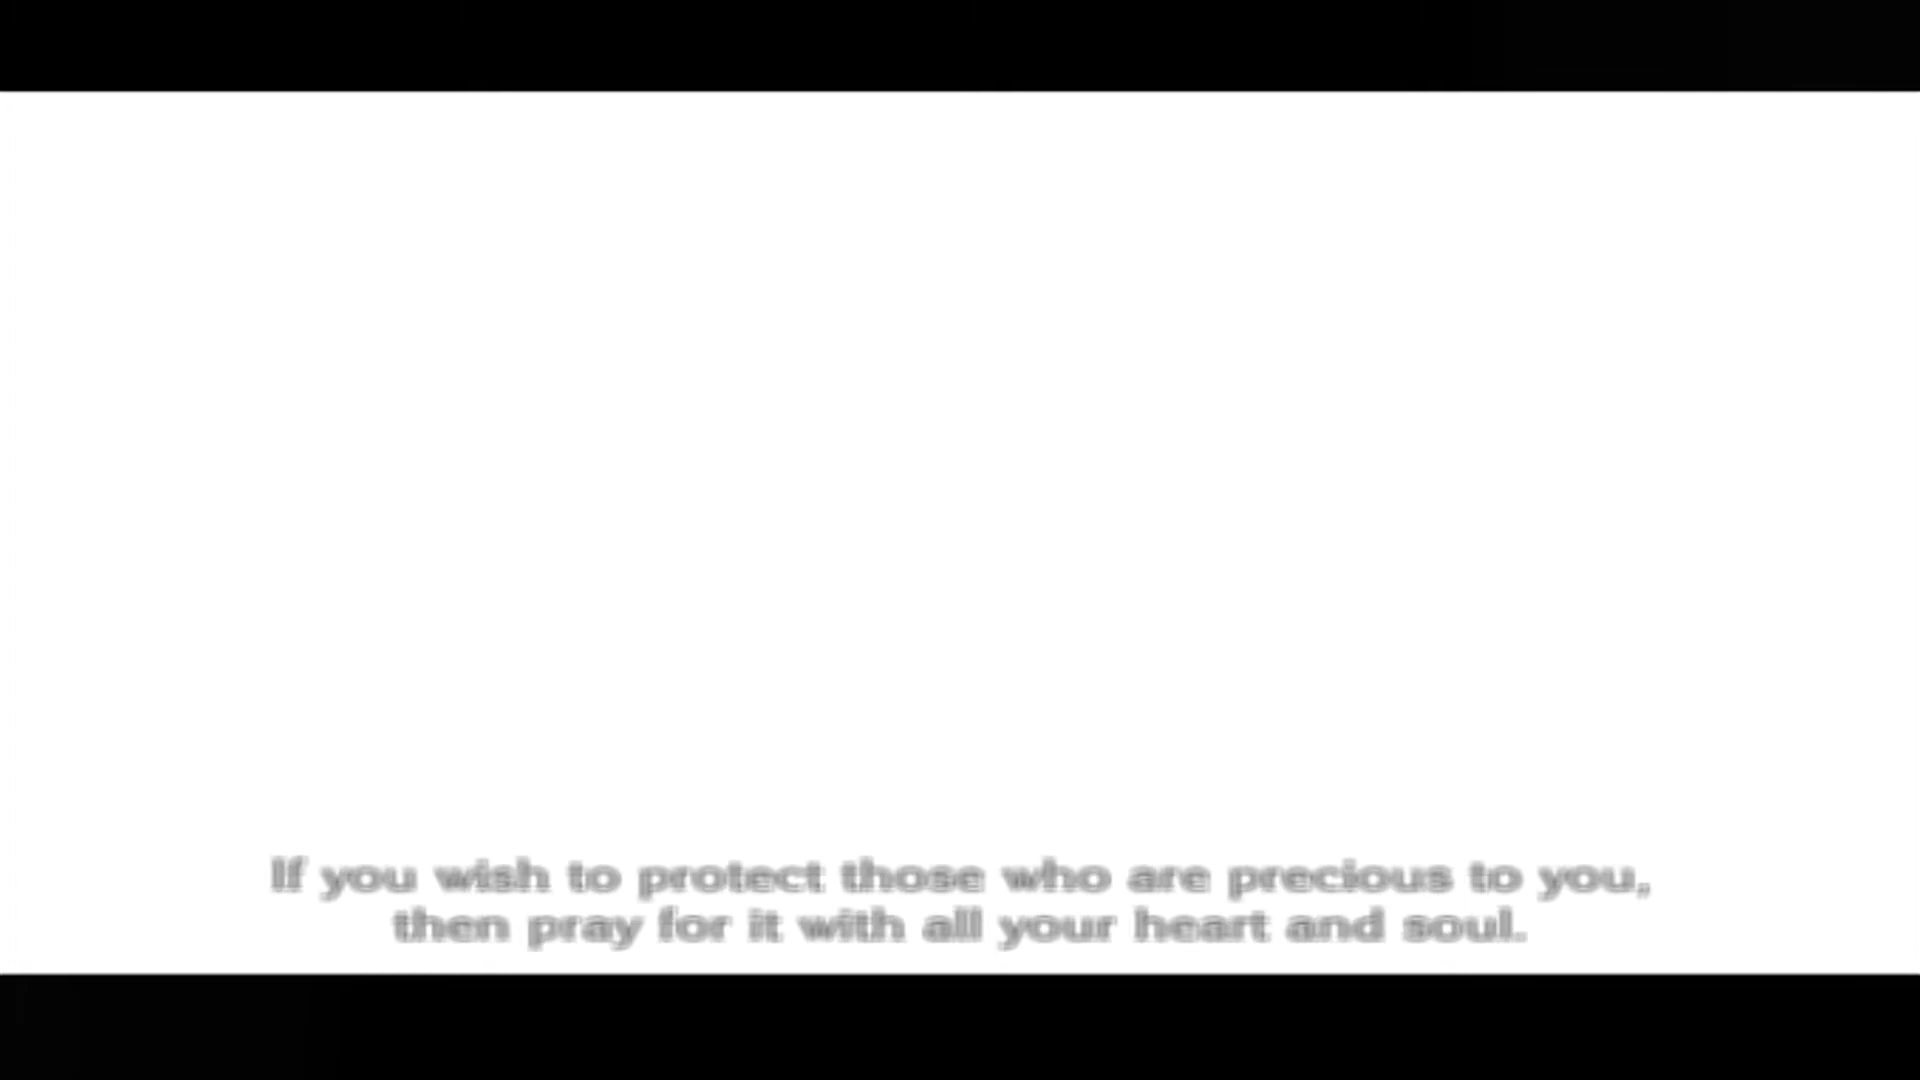 If you wish to protect those who are precious to you,
then pray for it with all your heart and soul.